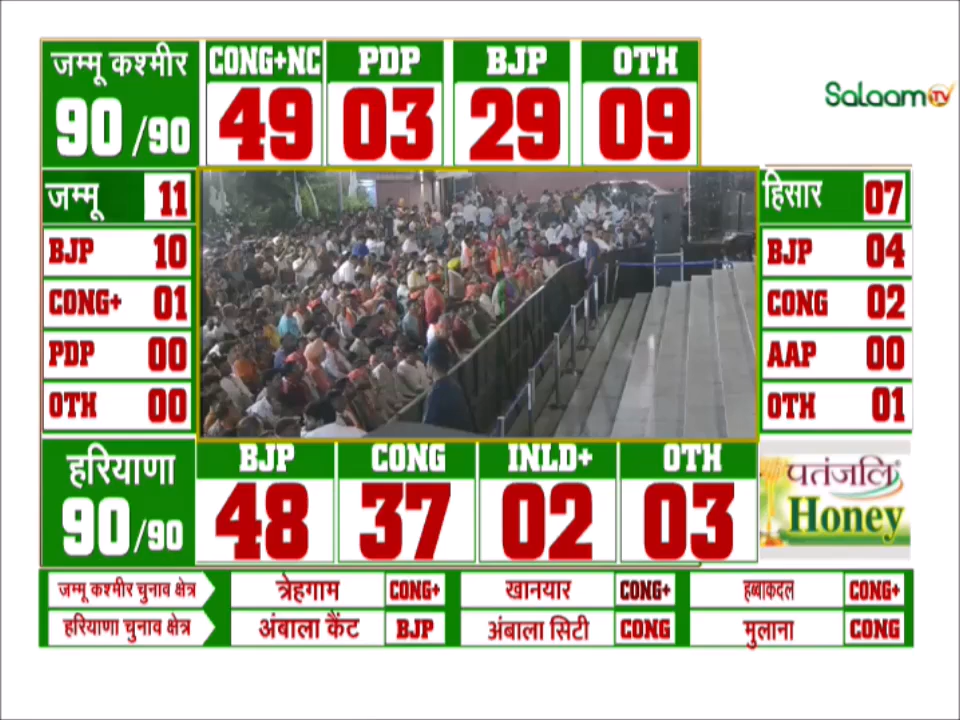 जम्मू कश्मीर
90/90
CONG+NC PDP BJP OTH
49 03 29 09
Salaam TV
जम्मू 11
BJP 10
CONG+ 01
PDP 00
OTH 00
हिसार 07
BJP 04
CONG 02
AAP 00
OTH 01
हरियाणा
90/90
BJP CONG INLD+ OTH
48 37 02 03
पतंजलि
Honey
जम्मू कश्मीर चुनाव क्षेत्र त्रेहगाम CONG+ खानयार CONG+ हब्बाकदल CONG+
हरियाणा चुनाव क्षेत्र अंबाला कैंट BJP अंबाला सिटी CONG मुलाना CONG